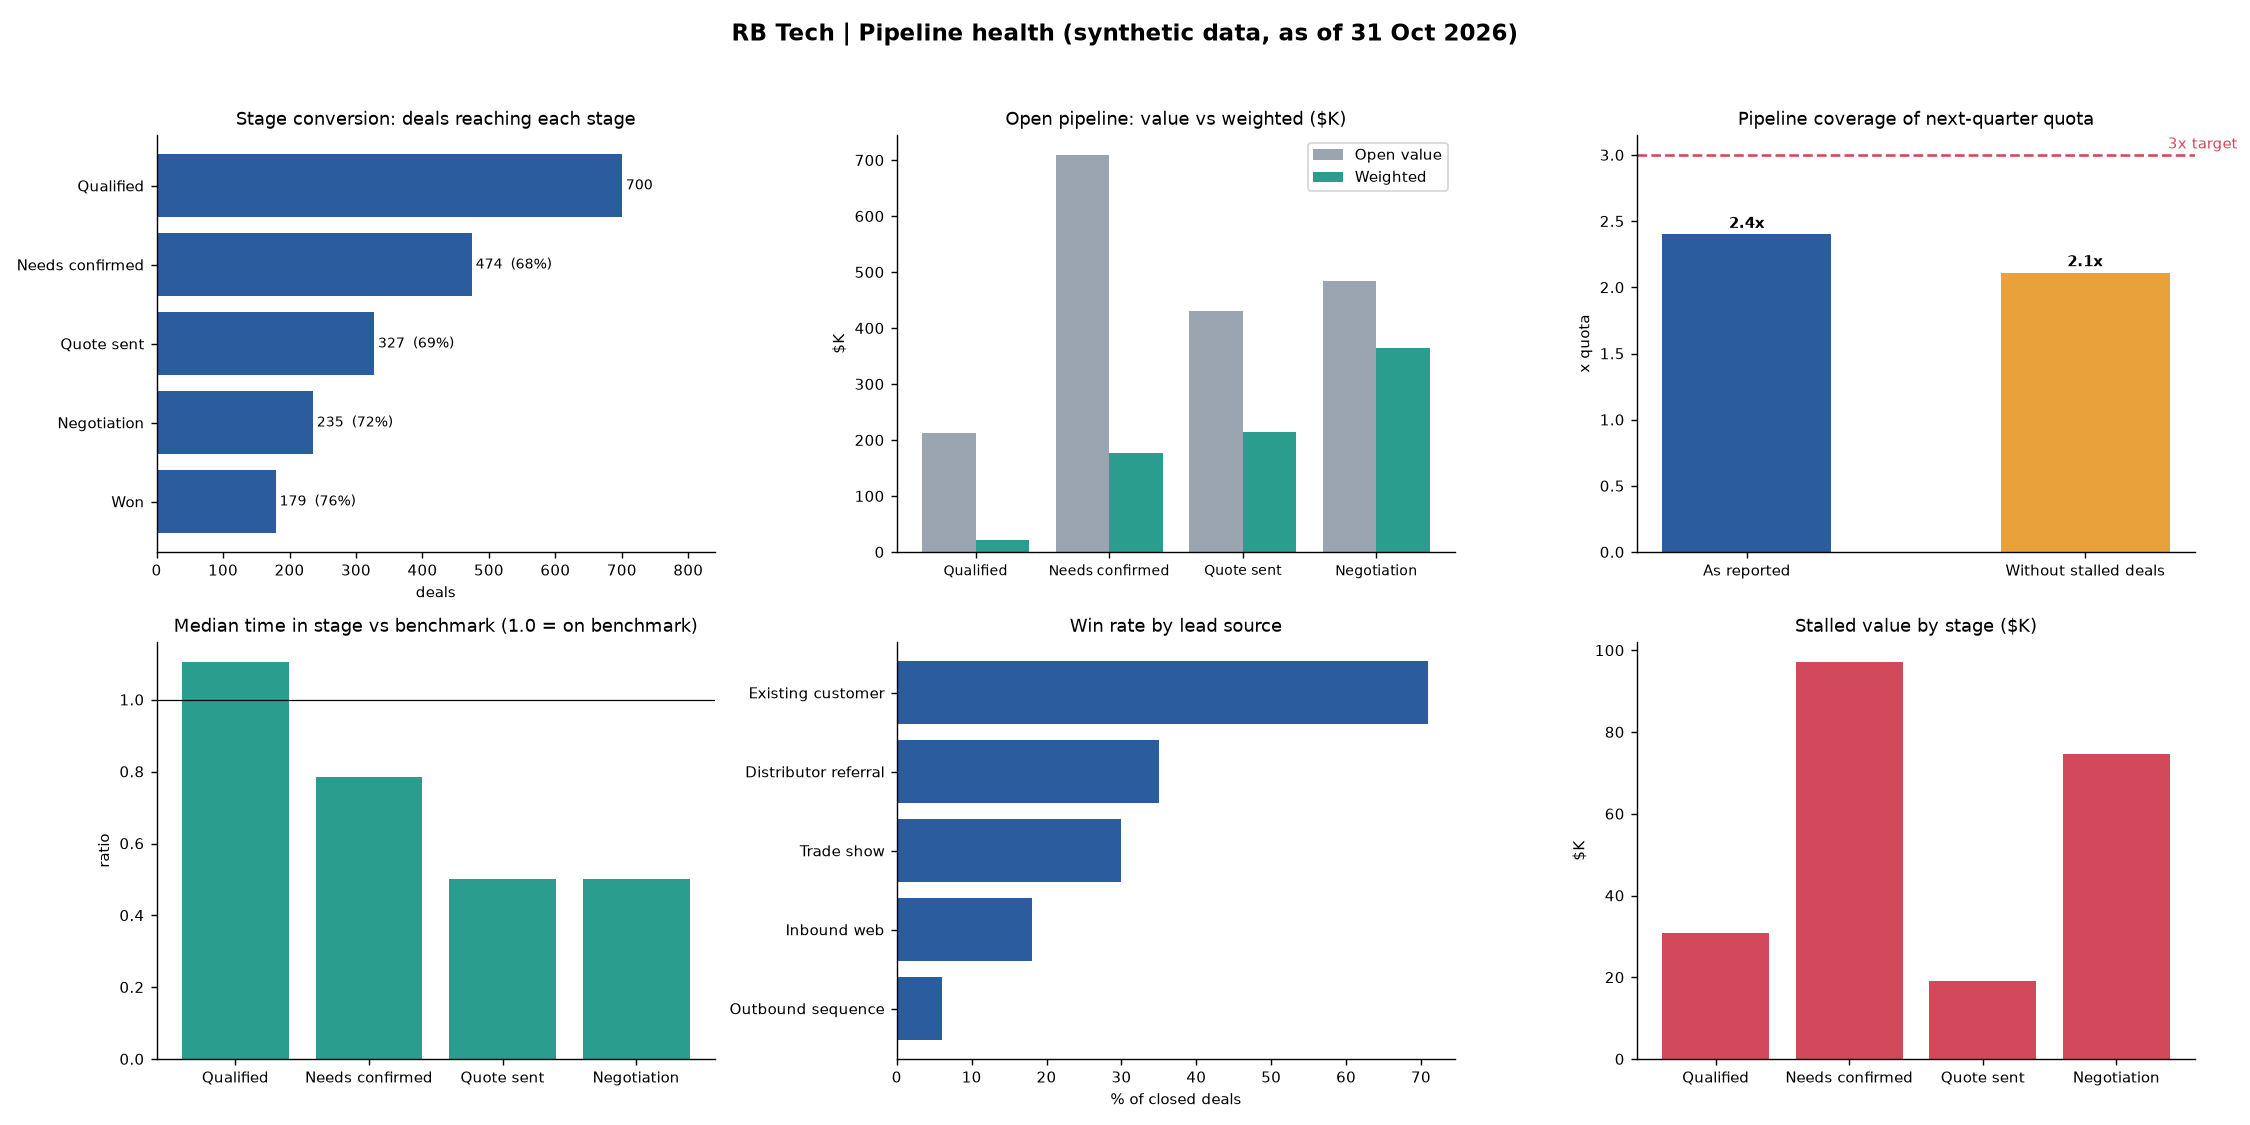 RB Tech | Pipeline health (synthetic data, as of 31 Oct 2026)
Stage conversion: deals reaching each stage
Qualified
700
Needs confirmed
474 (68%)
Quote sent
327 (69%)
Negotiation
235 (72%)
Won
179 (76%)
0 100 200 300 400 500 600 700 800
deals
Open pipeline: value vs weighted ($K)
Open value
Weighted
$K
700
600
500
400
300
200
100
0
Qualified Needs confirmed Quote sent Negotiation
Pipeline coverage of next-quarter quota
3x target
x quota
3.0
2.5
2.0
1.5
1.0
0.5
0.0
2.4x
2.1x
As reported Without stalled deals
Median time in stage vs benchmark (1.0 = on benchmark)
ratio
1.0
0.8
0.6
0.4
0.2
0.0
Qualified Needs confirmed Quote sent Negotiation
Win rate by lead source
Existing customer
Distributor referral
Trade show
Inbound web
Outbound sequence
0 10 20 30 40 50 60 70
% of closed deals
Stalled value by stage ($K)
$K
100
80
60
40
20
0
Qualified Needs confirmed Quote sent Negotiation